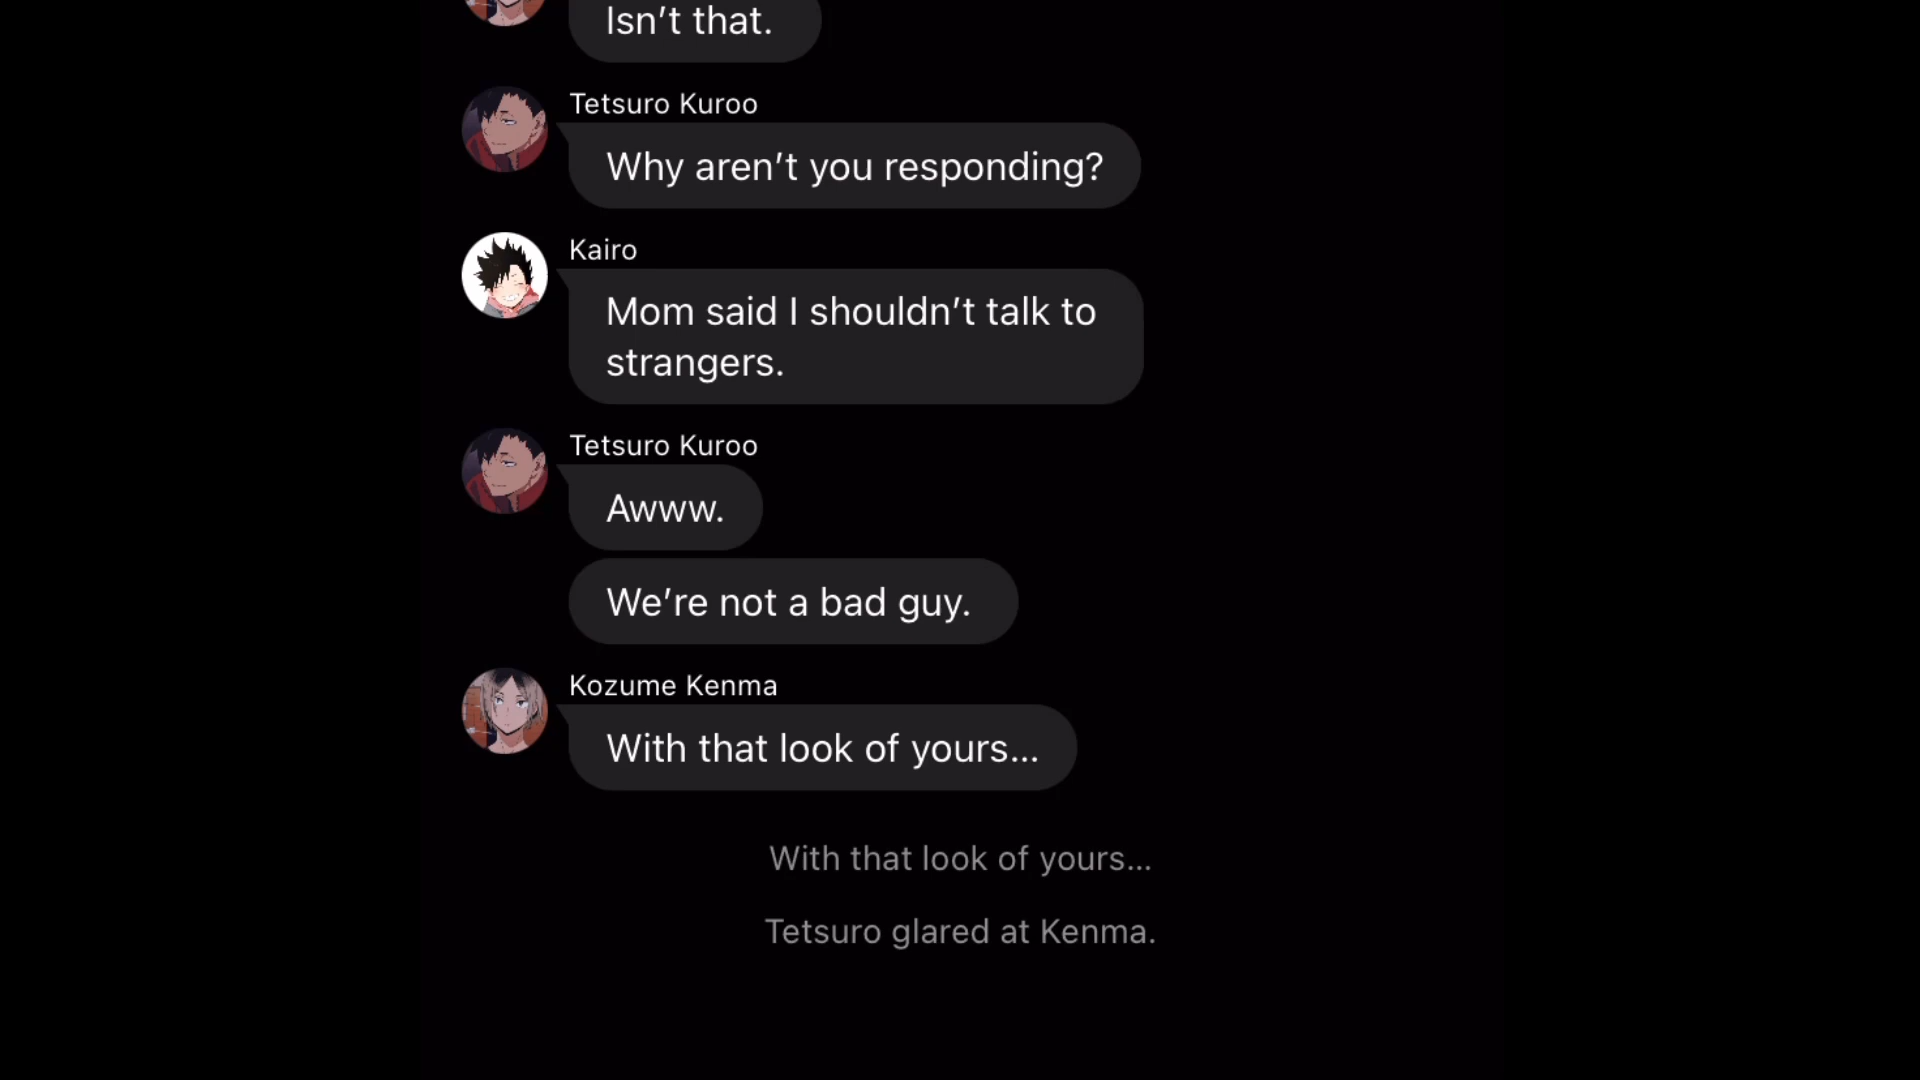 Isn’t that.
Tetsuro Kuroo
Why aren’t you responding?
Kairo
Mom said I shouldn’t talk to
strangers.
Tetsuro Kuroo
Awww.
We’re not a bad guy.
Kozume Kenma
With that look of yours...
With that look of yours...
Tetsuro glared at Kenma.